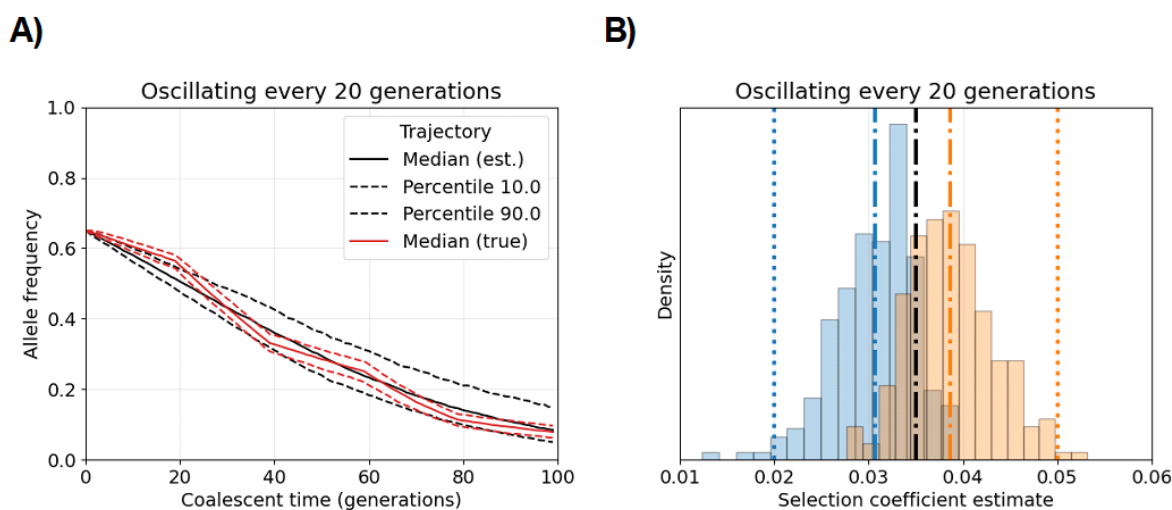 A)
Oscillating every 20 generations
1.0
0.8
0.6
0.4
0.2
0.0
Allele frequency
Trajectory
Median (est.)
Percentile 10.0
Percentile 90.0
Median (true)
0 20 40 60 80 100
Coalescent time (generations)
B)
Oscillating every 20 generations
Density
0.01 0.02 0.03 0.04 0.05 0.06
Selection coefficient estimate